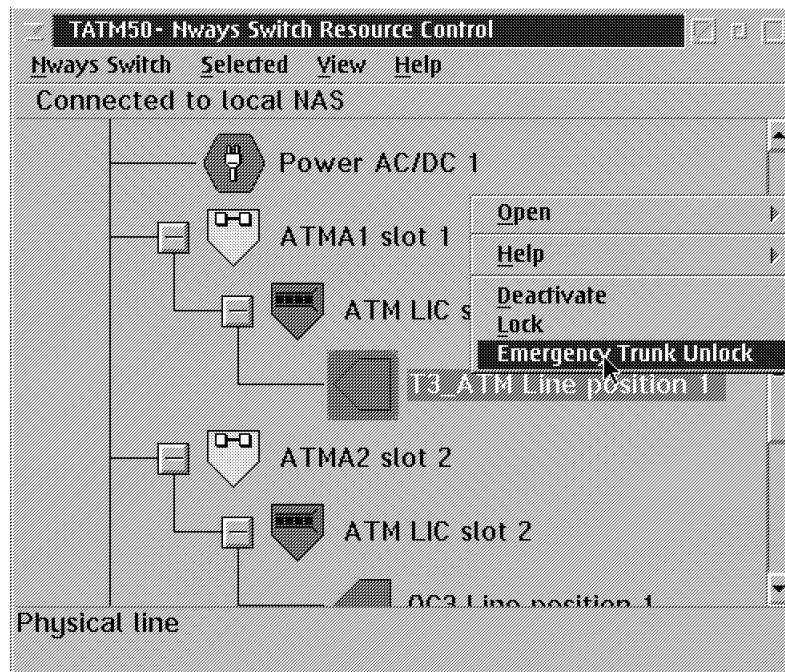 TATM50 - Nways Switch Resource Control
Nways Switch Selected View Help
Connected to local NAS
Power AC/DC 1
ATMA1 slot 1
Open
Help
ATM LIC s
Deactivate
Lock
Emergency Trunk Unlock
T3_ATM Line position 1
ATMA2 slot 2
ATM LIC slot 2
OC3 Line position 1
Physical line